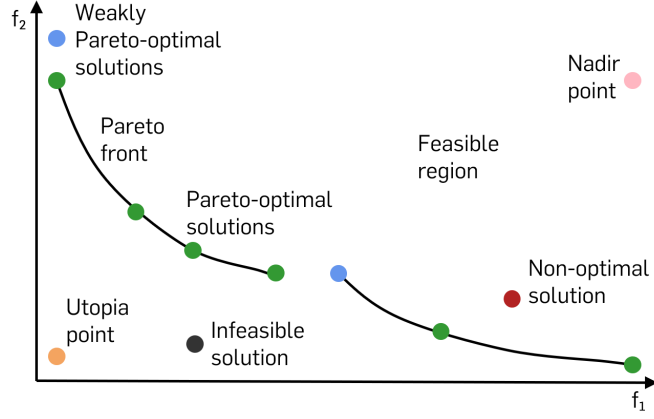 f₂
Weakly
Pareto-optimal
solutions
Nadir
point
Pareto
front
Feasible
region
Pareto-optimal
solutions
Non-optimal
solution
Utopia
point
Infeasible
solution
f₁